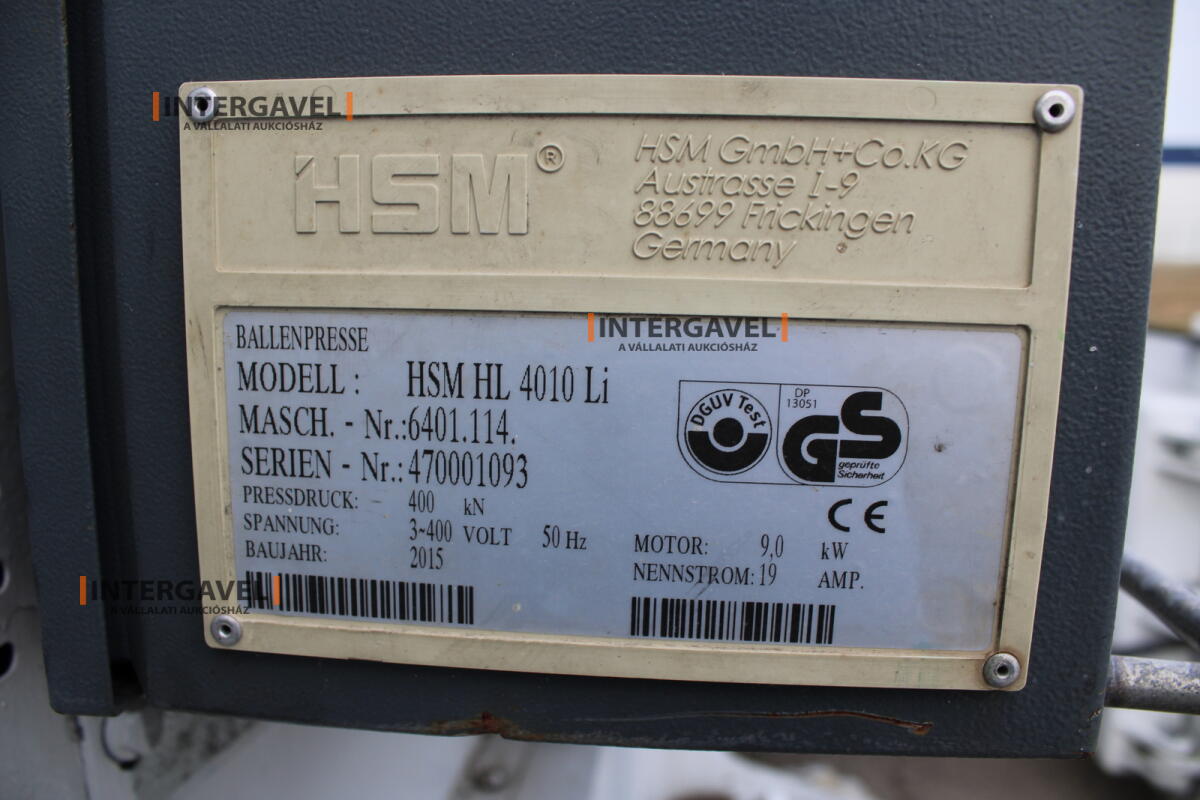 INTERGAVEL
A VÁLLALATI AUKCIÓSHÁZ
HSM®
HSM GmbH+Co.KG
Austrasse 1-9
88699 Frickingen
Germany
INTERGAVEL
A VÁLLALATI AUKCIÓSHÁZ
BALLENPRESSE
MODELL : HSM HL 4010 Li
MASCH. - Nr.:6401.114.
SERIEN - Nr.:470001093
PRESSDRUCK: 400 kN
SPANNUNG: 3~400 VOLT 50 Hz
BAUJAHR: 2015
DGUV Test
DP
13051
GS
geprüfte
Sicherheit
CE
MOTOR: 9,0 kW
NENNSTROM: 19 AMP.
INTERGAVEL
A VÁLLALATI AUKCIÓSHÁZ